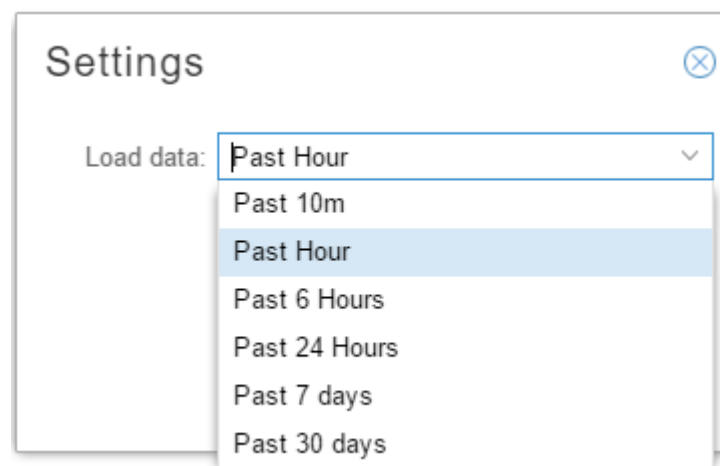 Settings
Load data: Past Hour
Past 10m
Past Hour
Past 6 Hours
Past 24 Hours
Past 7 days
Past 30 days